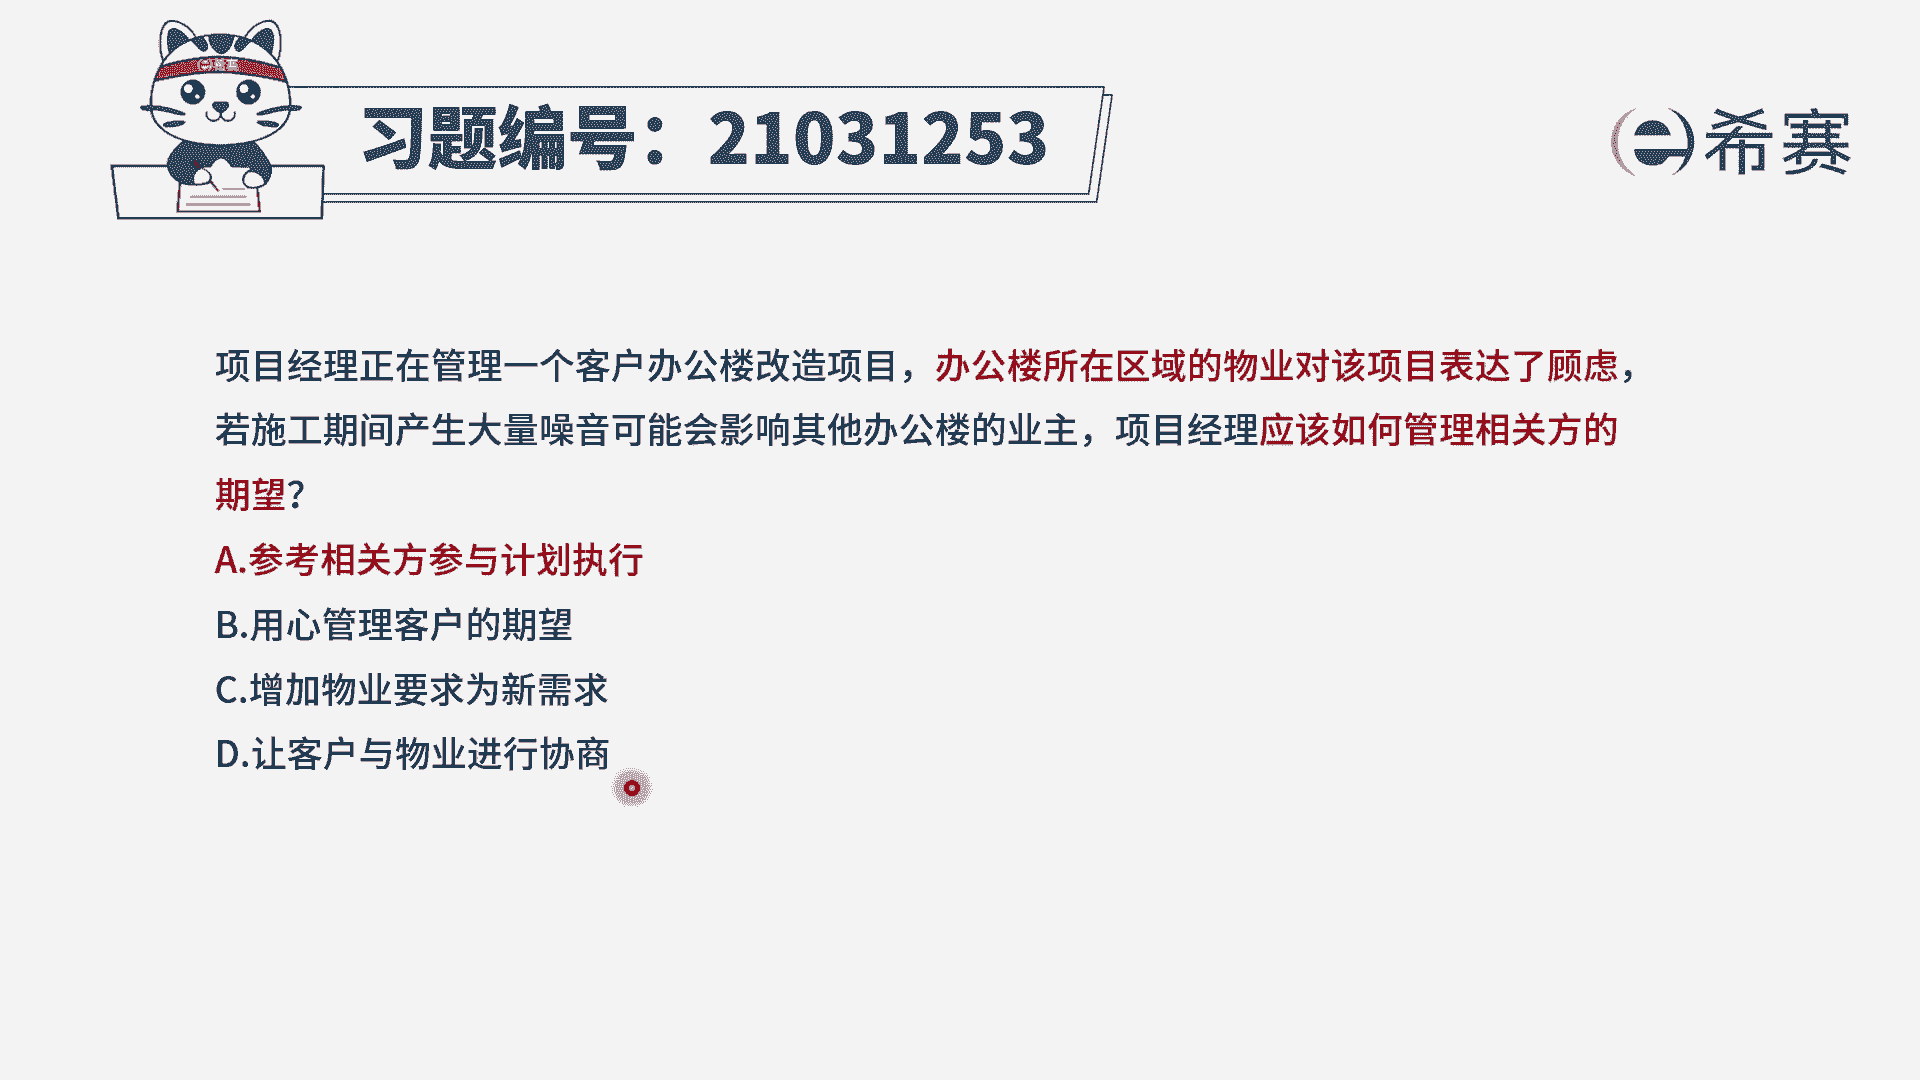 习题编号：21031253
希赛
项目经理正在管理一个客户办公楼改造项目，办公楼所在区域的物业对该项目表达了顾虑，
若施工期间产生大量噪音可能会影响其他办公楼的业主，项目经理应该如何管理相关方的
期望？
A.参考相关方参与计划执行
B.用心管理客户的期望
C.增加物业要求为新需求
D.让客户与物业进行协商